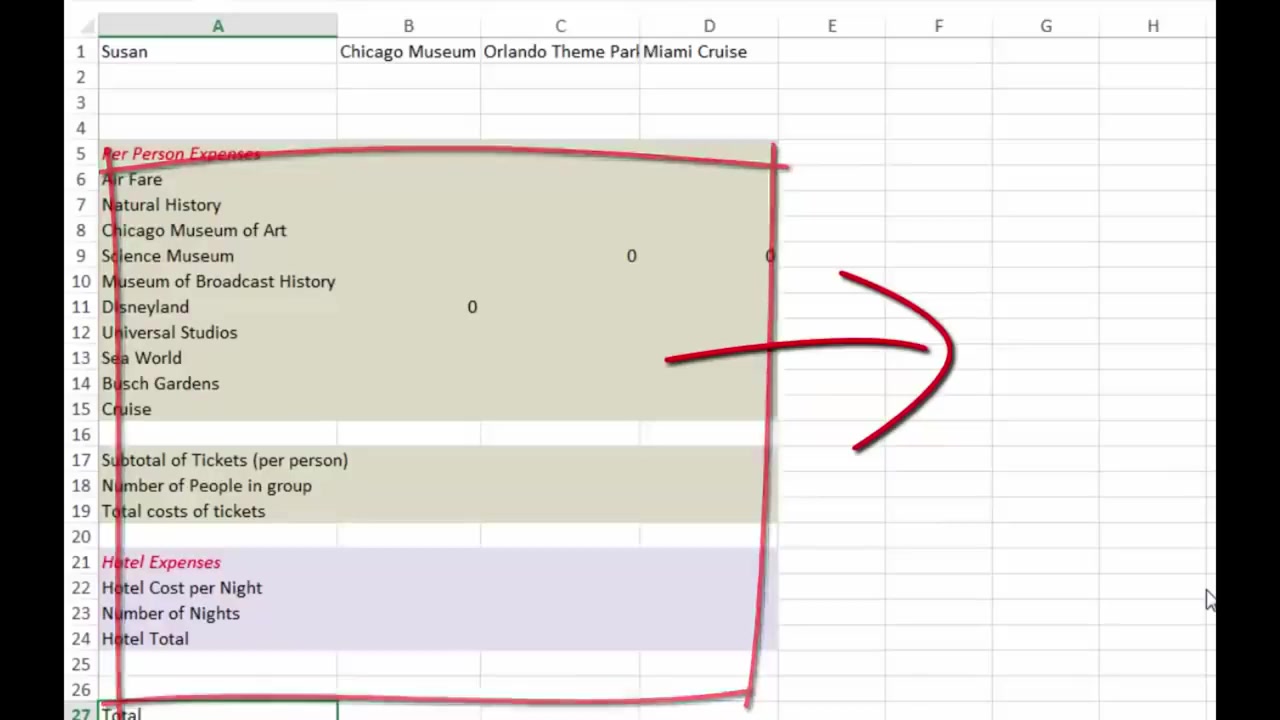 A B C D E F G H
1 Susan Chicago Museum Orlando Theme Park Miami Cruise
2
3
4
5 Per Person Expenses
6 Air Fare
7 Natural History
8 Chicago Museum of Art
9 Science Museum 0 0
10 Museum of Broadcast History
11 Disneyland 0
12 Universal Studios
13 Sea World
14 Busch Gardens
15 Cruise
16
17 Subtotal of Tickets (per person)
18 Number of People in group
19 Total costs of tickets
20
21 Hotel Expenses
22 Hotel Cost per Night
23 Number of Nights
24 Hotel Total
25
26
27 Total